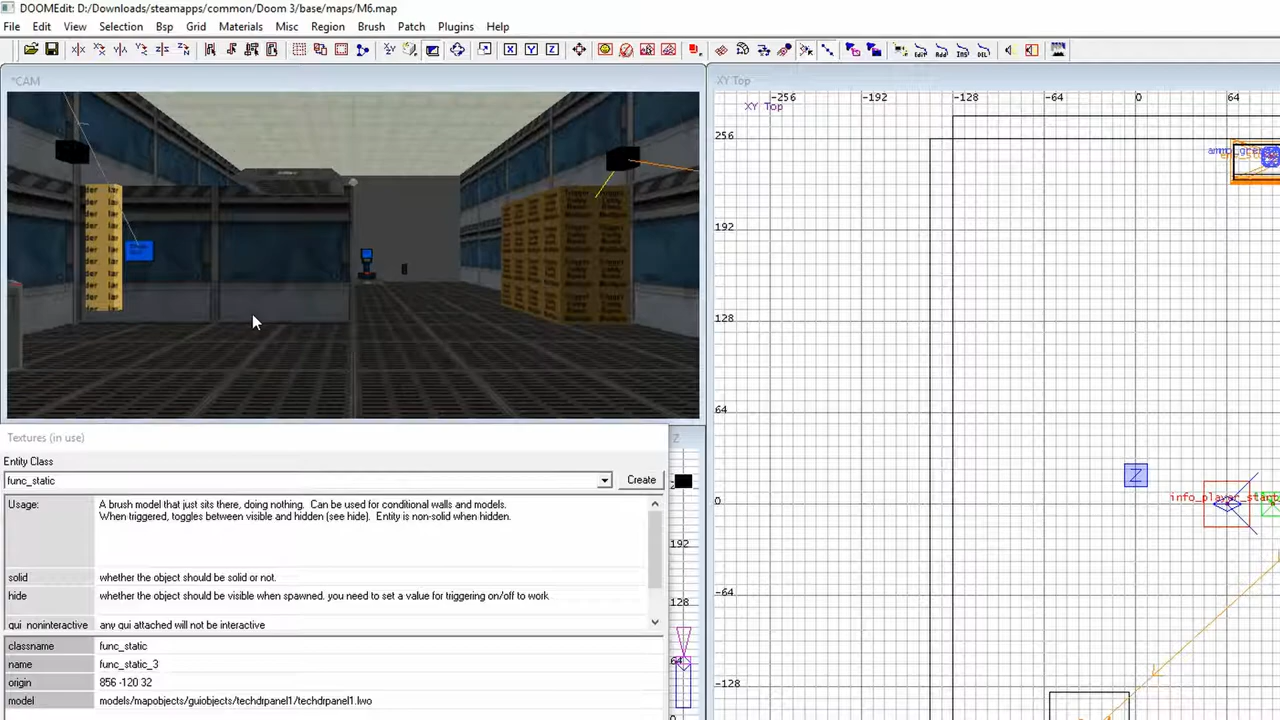 DOOMEdit: D:/Downloads/steamapps/common/Doom 3/base/maps/M6.map
File Edit View Selection Bsp Grid Materials Misc Region Brush Patch Plugins Help
*CAM
XY Top
XY Top
-256 -192 -128 -64 0 64
256
192
128
64
0
-64
-128
Z
info_player_start
Textures (in use)
Z
Entity Class
func_static
Create
Usage: A brush model that just sits there, doing nothing. Can be used for conditional walls and models.
When triggered, toggles between visible and hidden (see hide). Entity is non-solid when hidden.
solid whether the object should be solid or not.
hide whether the object should be visible when spawned. you need to set a value for triggering on/off to work
gui_noninteractive any gui attached will not be interactive
classname func_static
name func_static_3
origin 856 -120 32
model models/mapobjects/guiobjects/techdrpanel1/techdrpanel1.lwo
192
128
64
0